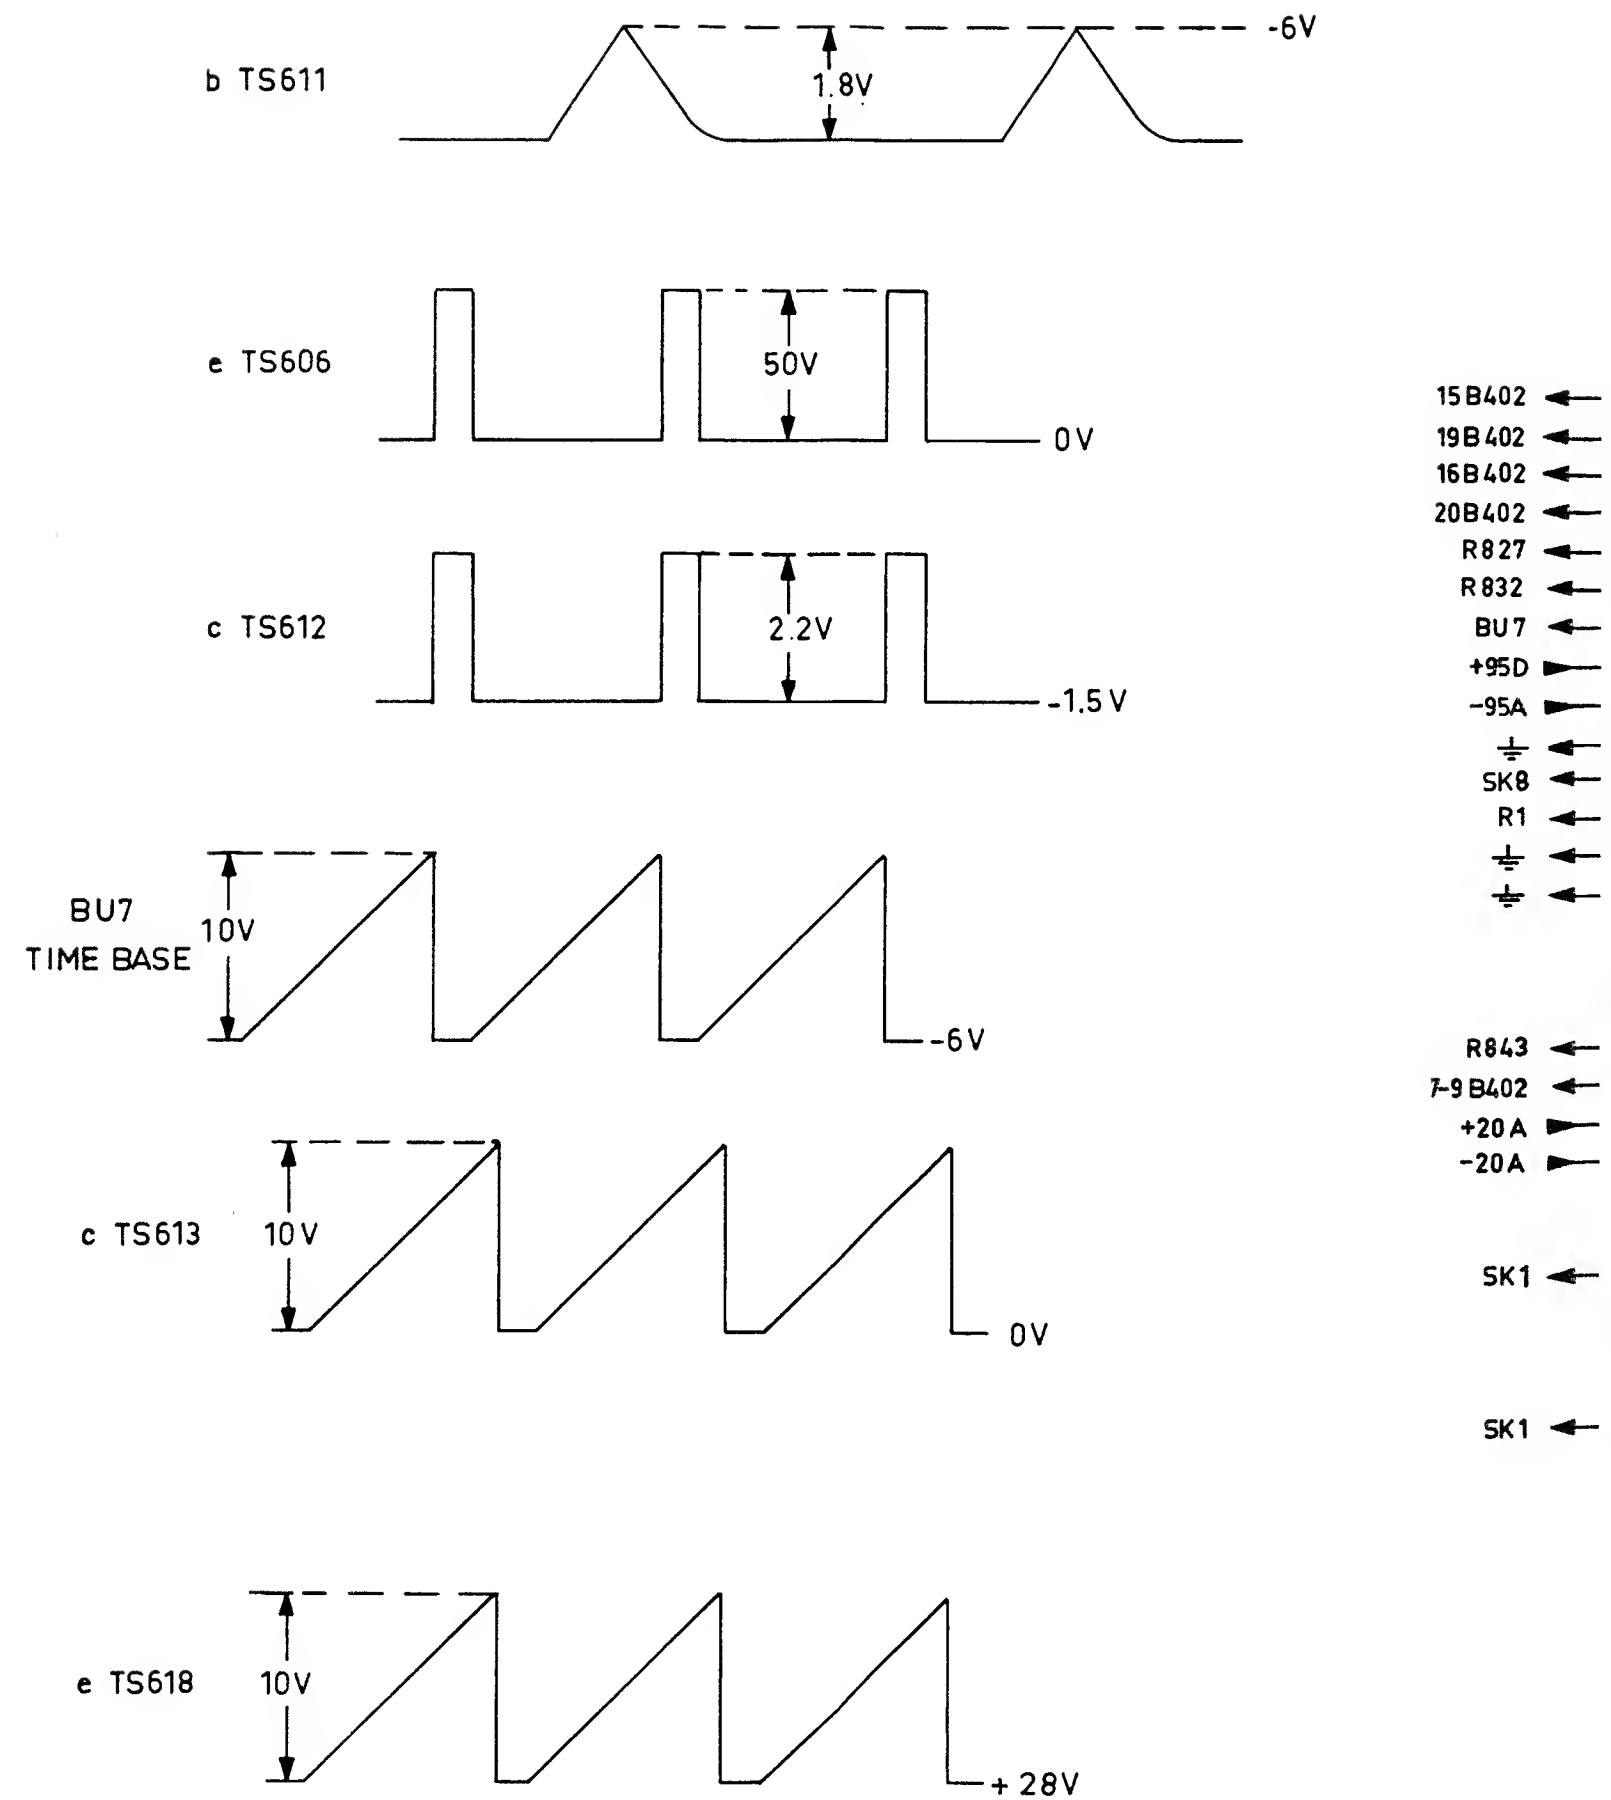 -6V
b TS611
1.8V
e TS606
50V
0V
c TS612
2.2V
-1.5V
BU7
TIME BASE
10V
-6V
c TS613
10V
0V
e TS618
10V
+28V
15B402
19B402
16B402
20B402
R827
R832
BU7
+95D
-95A
SK8
R1
R843
7-9B402
+20A
-20A
SK1
SK1